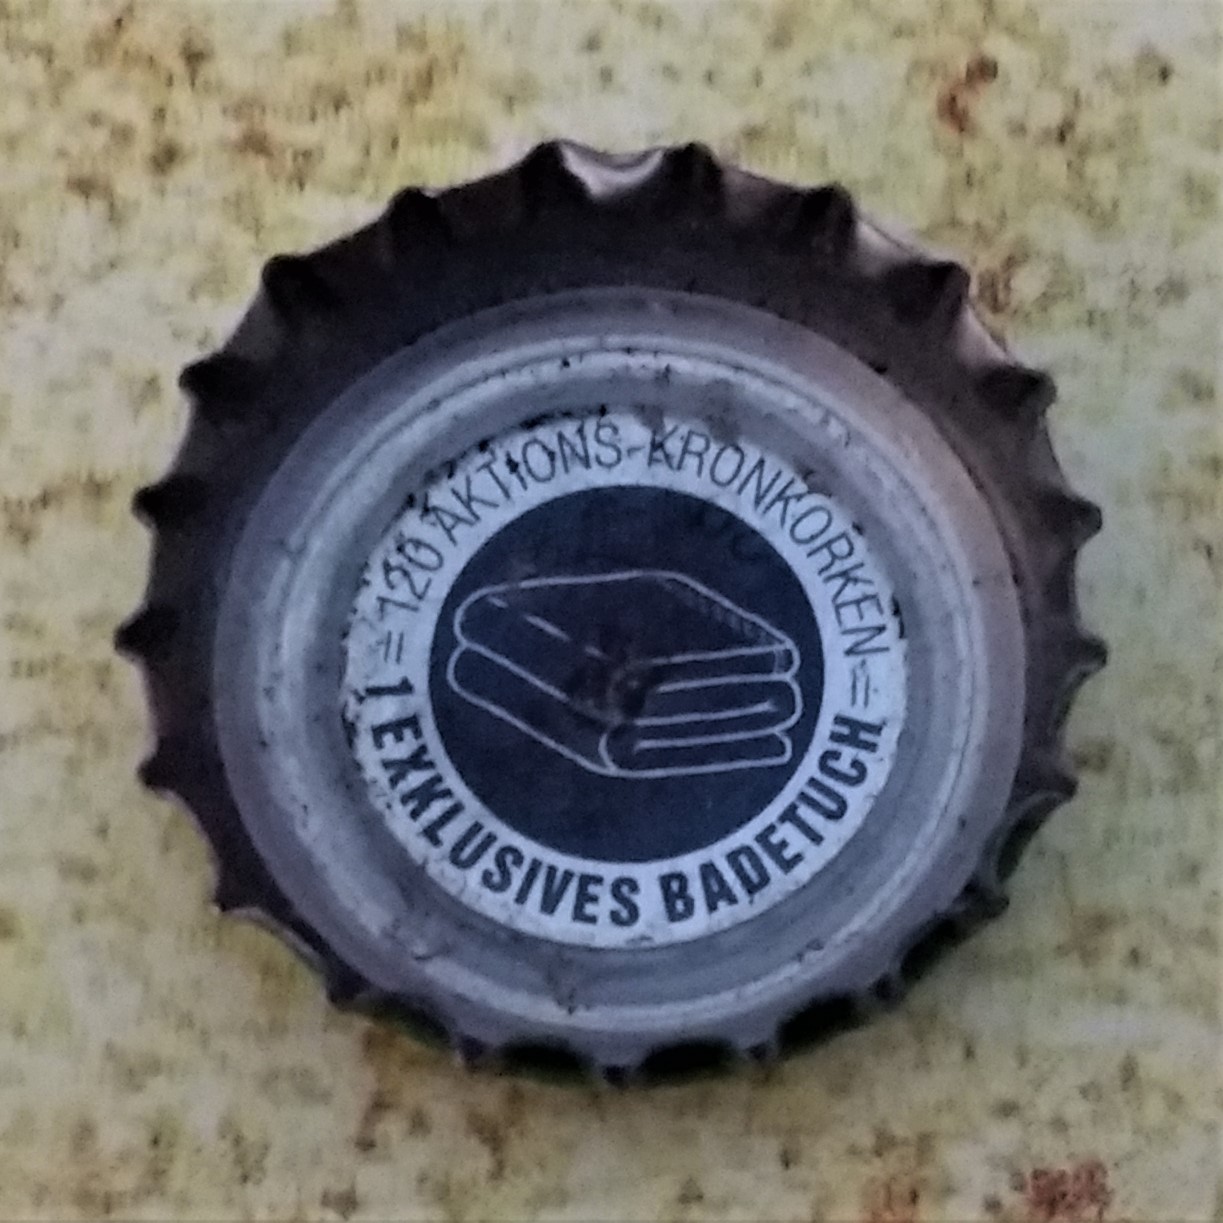 = 120 AKTIONS-KRONKORKEN =
1 EXKLUSIVES BADETUCH